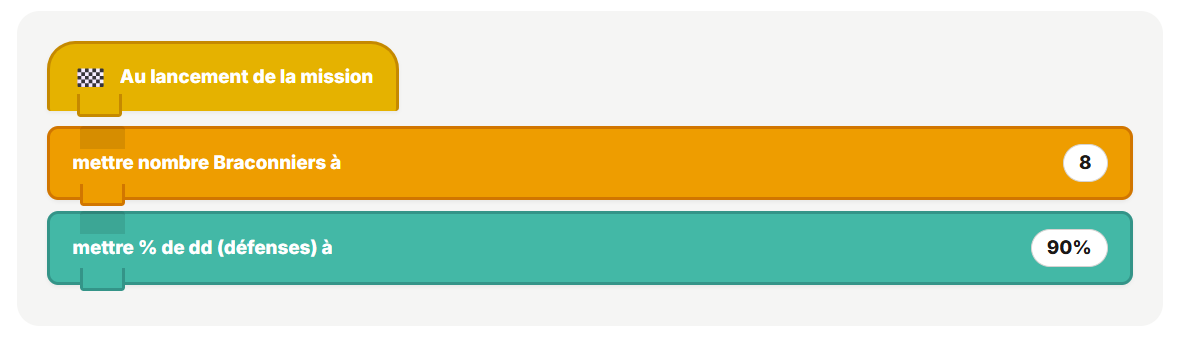 Au lancement de la mission
mettre nombre Braconniers à 8
mettre % de dd (défenses) à 90%